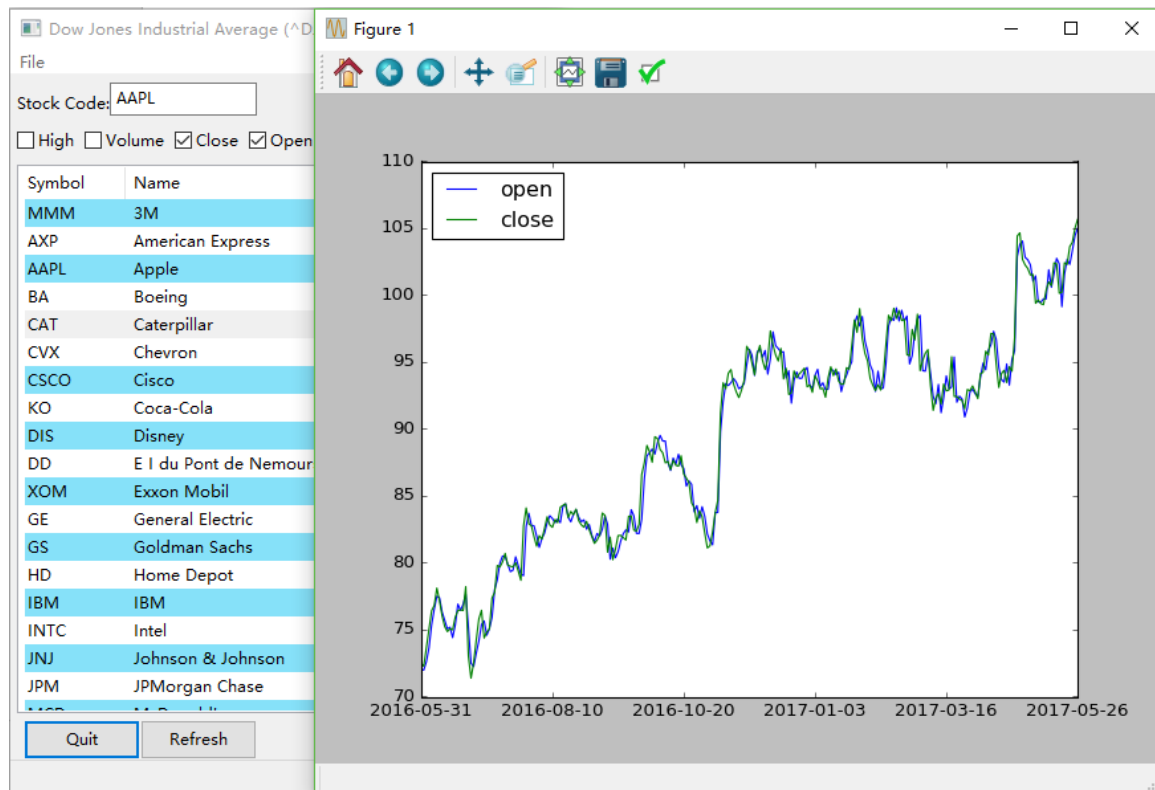 Dow Jones Industrial Average (^D
File
Stock Code: AAPL
High Volume Close Open
Symbol Name
MMM 3M
AXP American Express
AAPL Apple
BA Boeing
CAT Caterpillar
CVX Chevron
CSCO Cisco
KO Coca-Cola
DIS Disney
DD E I du Pont de Nemour
XOM Exxon Mobil
GE General Electric
GS Goldman Sachs
HD Home Depot
IBM IBM
INTC Intel
JNJ Johnson & Johnson
JPM JPMorgan Chase
Quit Refresh
Figure 1
open
close
110
105
100
95
90
85
80
75
70
2016-05-31 2016-08-10 2016-10-20 2017-01-03 2017-03-16 2017-05-26